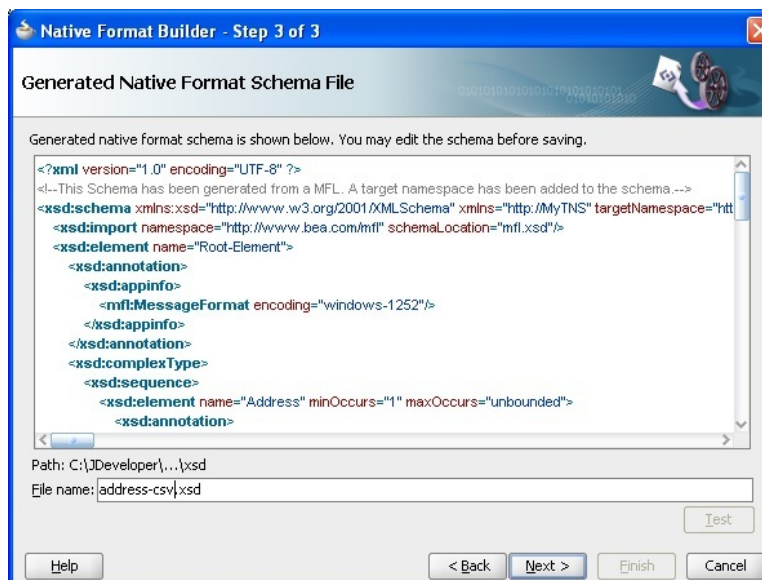 Native Format Builder - Step 3 of 3
Generated Native Format Schema File
Generated native format schema is shown below. You may edit the schema before saving.
<?xml version="1.0" encoding="UTF-8" ?>
<!--This Schema has been generated from a MFL. A target namespace has been added to the schema.-->
<xsd:schema xmlns:xsd="http://www.w3.org/2001/XMLSchema" xmlns="http://MyTNS" targetNamespace="htt
<xsd:import namespace="http://www.bea.com/mfl" schemaLocation="mfl.xsd"/>
<xsd:element name="Root-Element">
<xsd:annotation>
<xsd:appinfo>
<mfl:MessageFormat encoding="windows-1252"/>
</xsd:appinfo>
</xsd:annotation>
<xsd:complexType>
<xsd:sequence>
<xsd:element name="Address" minOccurs="1" maxOccurs="unbounded">
<xsd:annotation>
Path: C:\JDeveloper\...\xsd
File name: address-csv.xsd
Test
Help
< Back
Next >
Finish
Cancel